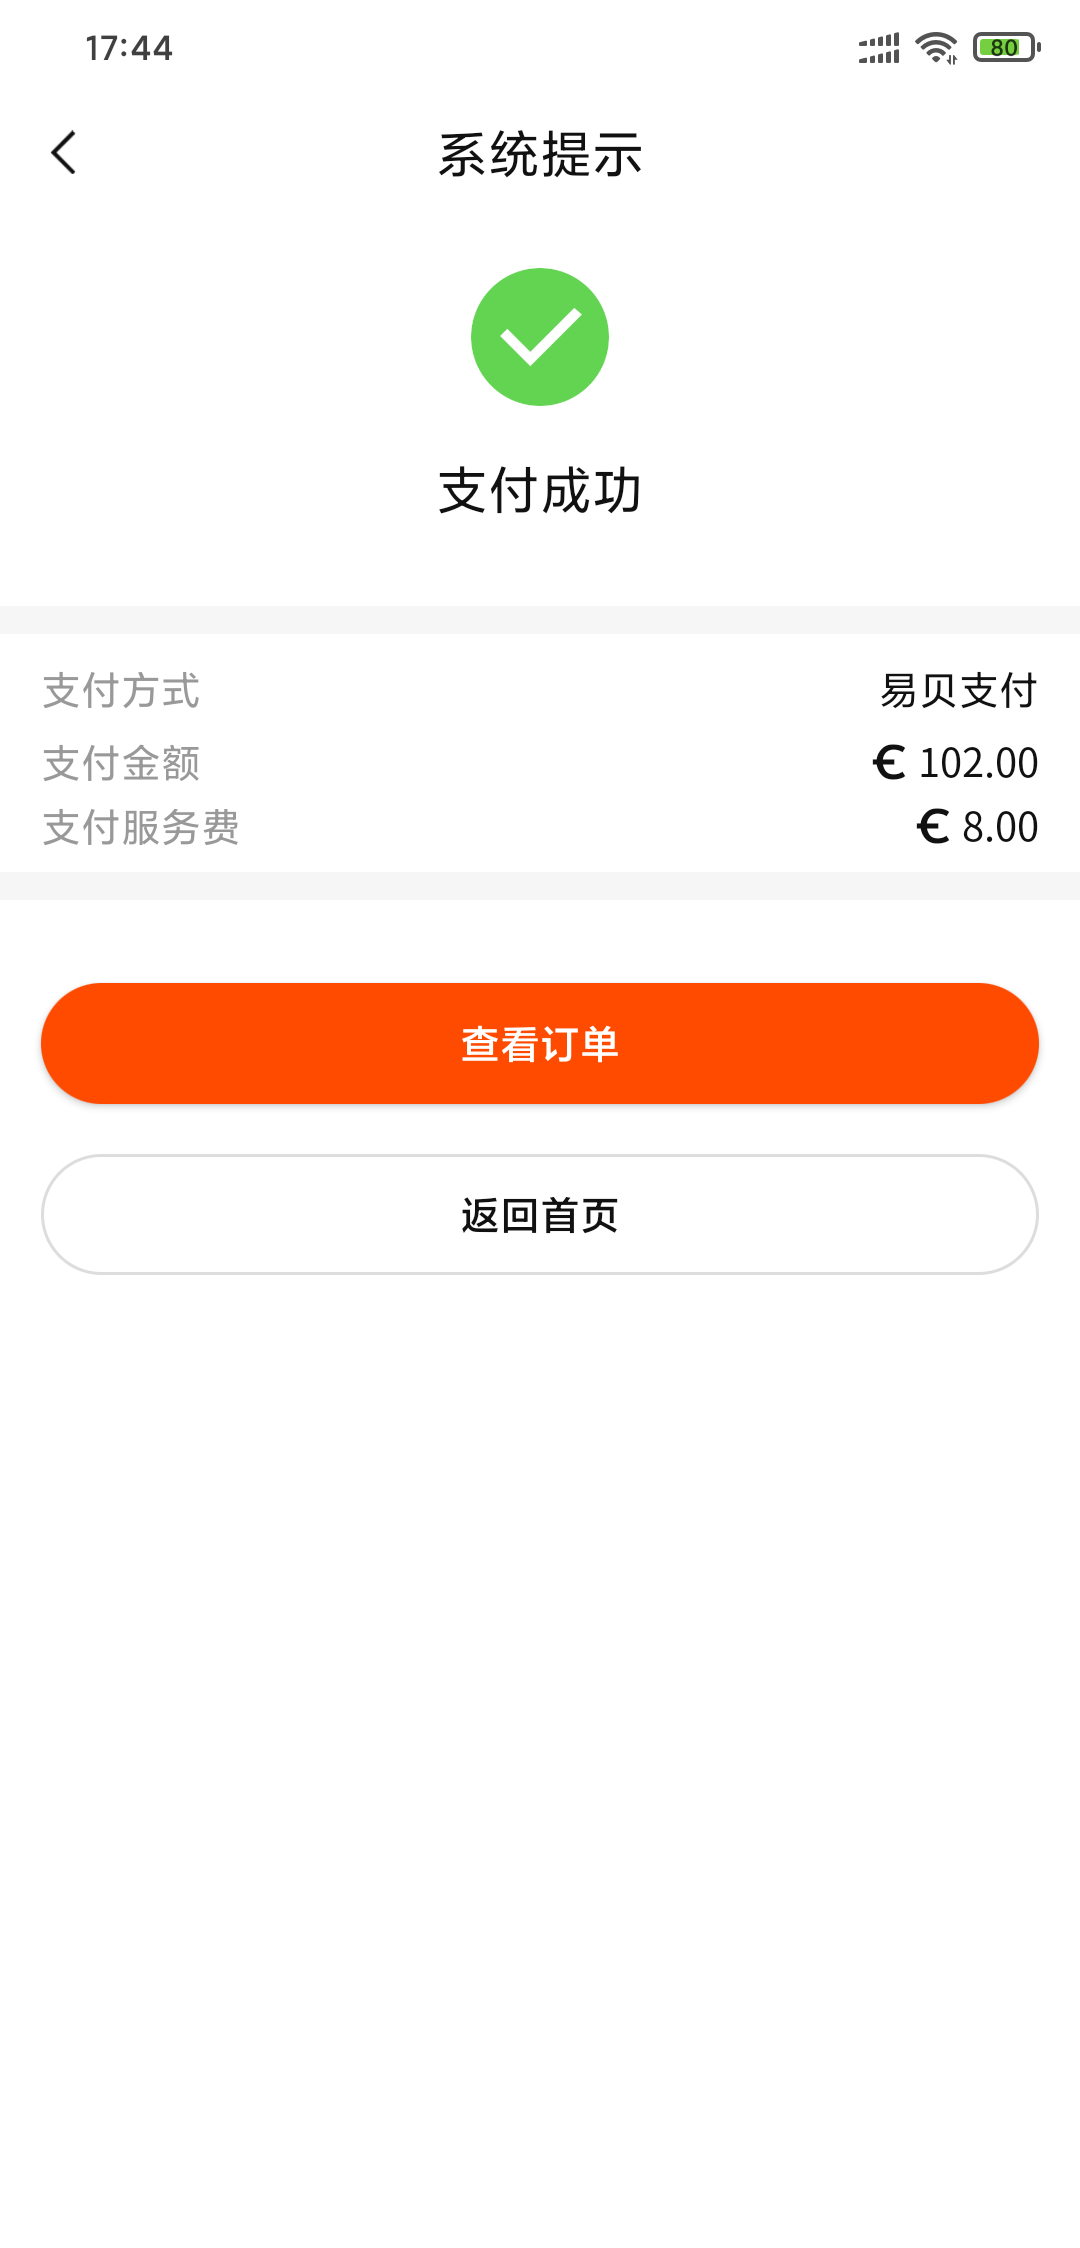 17:44
80
系统提示
支付成功
支付方式 易贝支付
支付金额 € 102.00
支付服务费 € 8.00
查看订单
返回首页